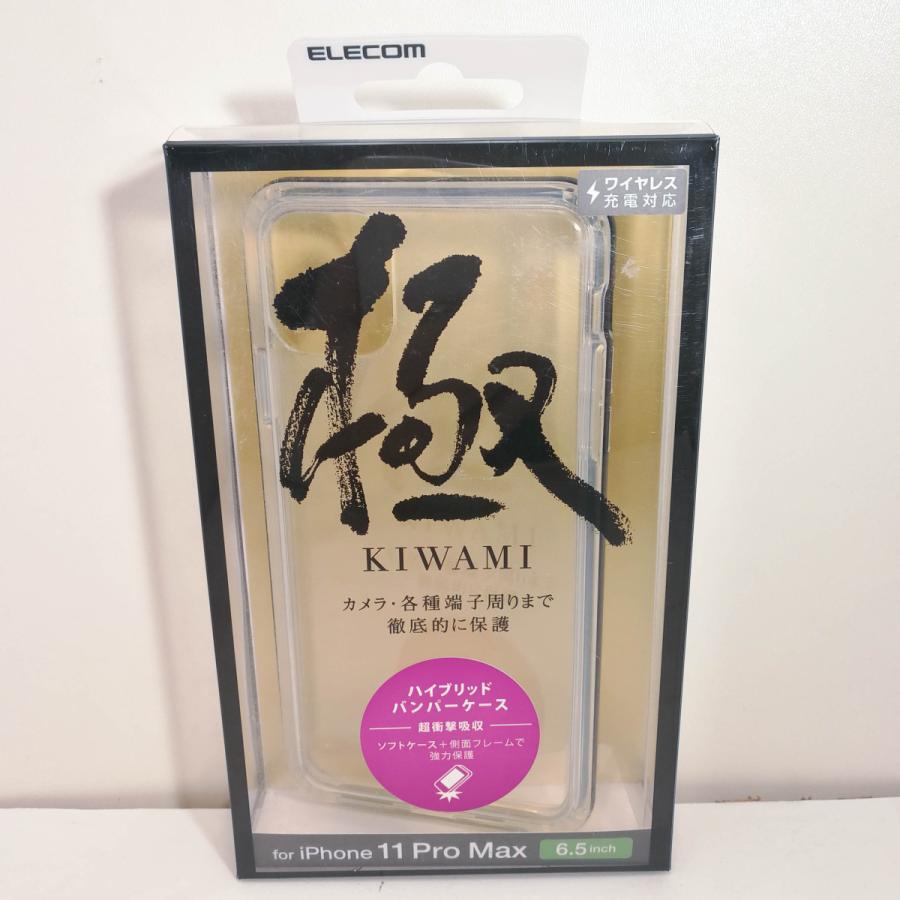 ELECOM
ワイヤレス
充電対応
極
KIWAMI
カメラ・各種端子周りまで
徹底的に保護
ハイブリッド
バンパーケース
超衝撃吸収
ソフトケース+側面フレームで
強力保護
for iPhone 11 Pro Max 6.5inch